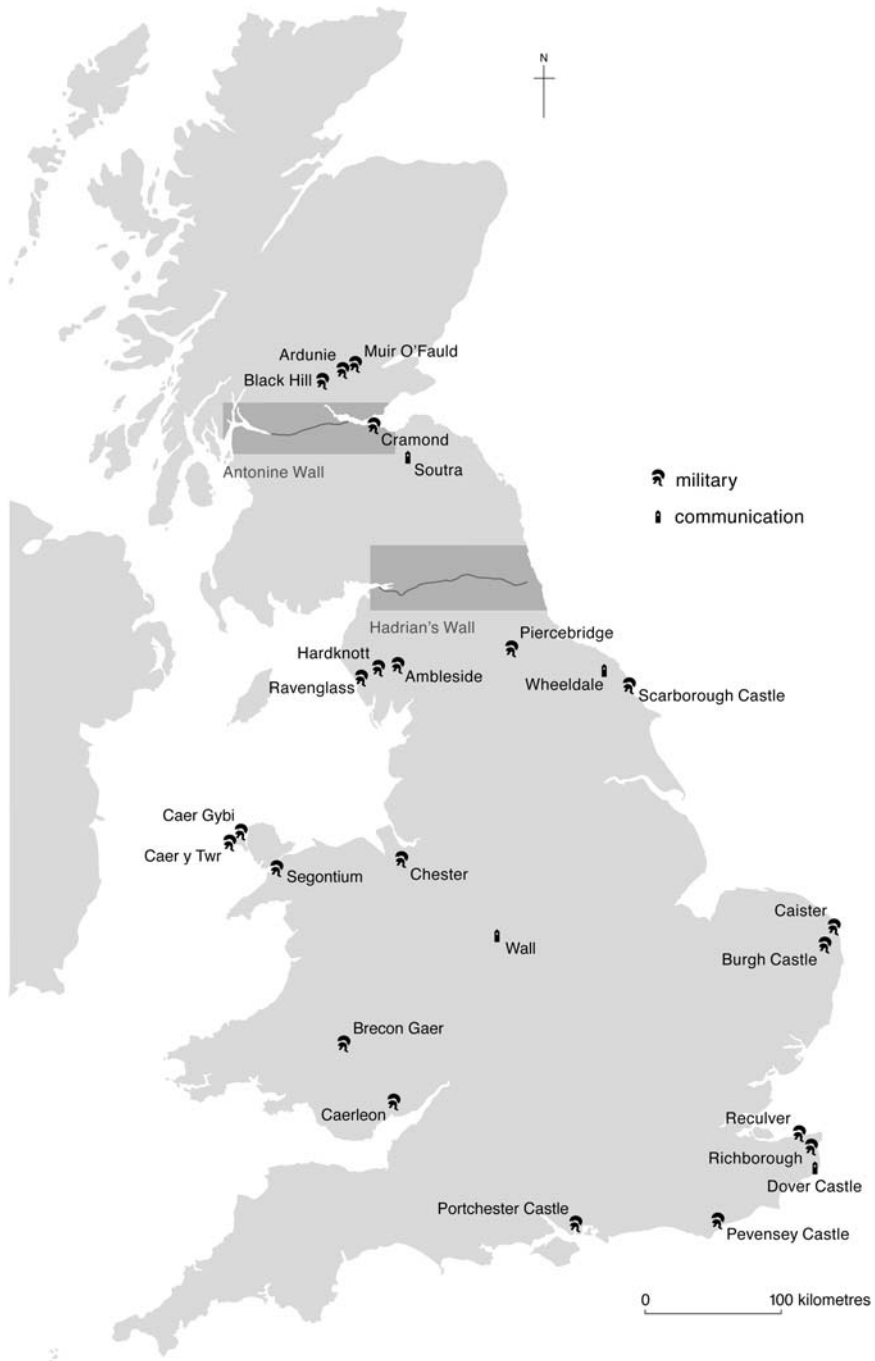 N
Muir O'Fauld
Ardunie
Black Hill
Cramond
Antonine Wall
Soutra
military
communication
Hadrian's Wall
Piercebridge
Hardknott
Ambleside
Wheeldale
Ravenglass
Scarborough Castle
Caer Gybi
Caer y Twr
Segontium
Chester
Caister
Wall
Burgh Castle
Brecon Gaer
Caerleon
Reculver
Richborough
Dover Castle
Portchester Castle
Pevensey Castle
0 100 kilometres